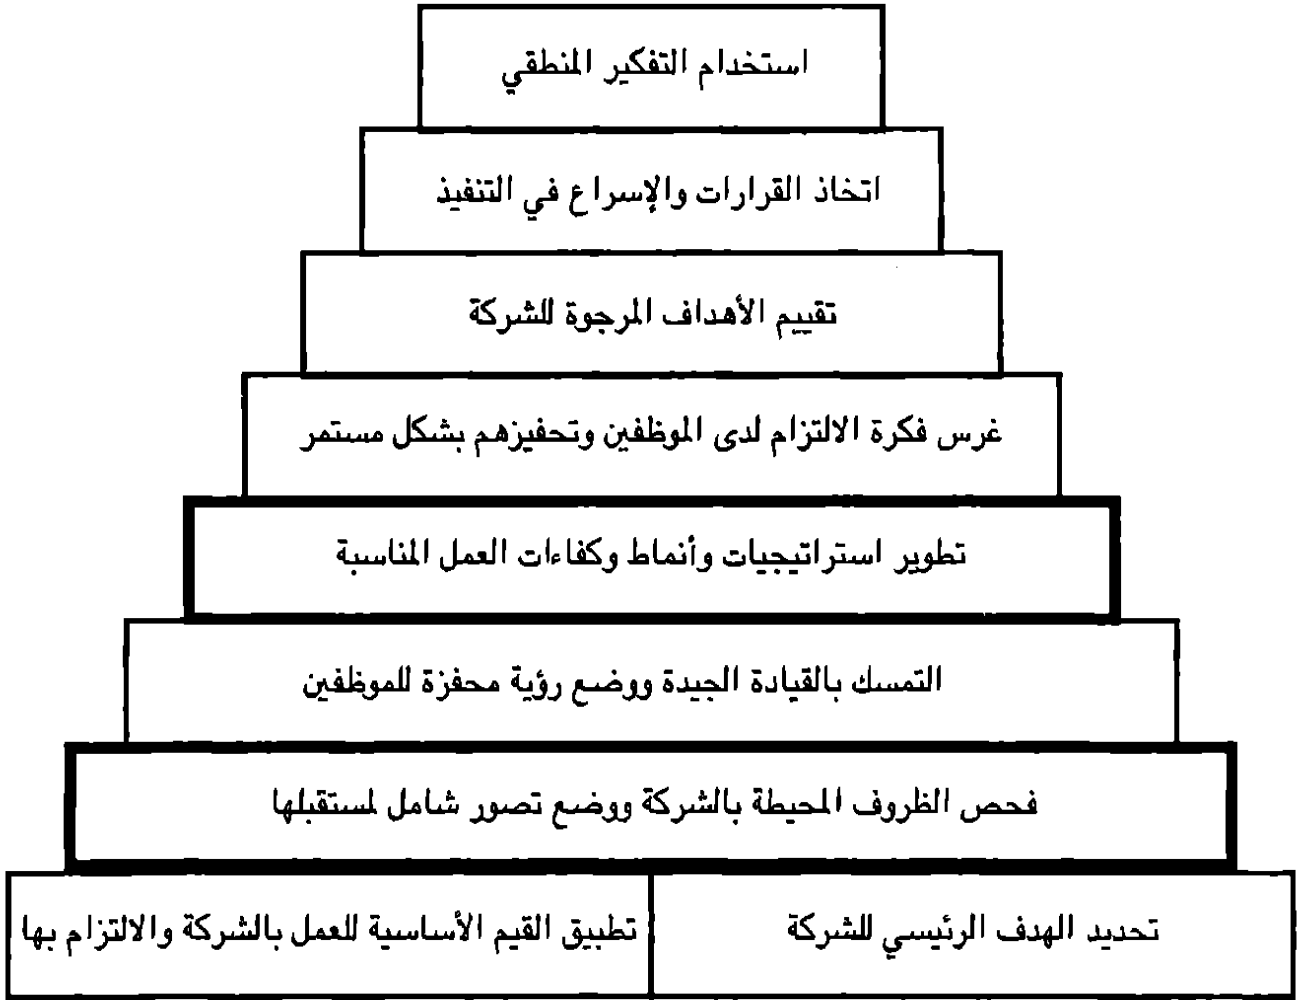 استخدام التفكير المنطقي
اتخاذ القرارات والإسراع في التنفيذ
تقييم الأهداف المرجوة للشركة
غرس فكرة الالتزام لدى الموظفين وتحفيزهم بشكل مستمر
تطوير استراتيجيات وأنماط وكفاءات العمل المناسبة
التمسك بالقيادة الجيدة ووضع رؤية محفزة للموظفين
فحص الظروف المحيطة بالشركة ووضع تصور شامل لمستقبلها
تحديد الهدف الرئيسي للشركة
تطبيق القيم الأساسية للعمل بالشركة والالتزام بها